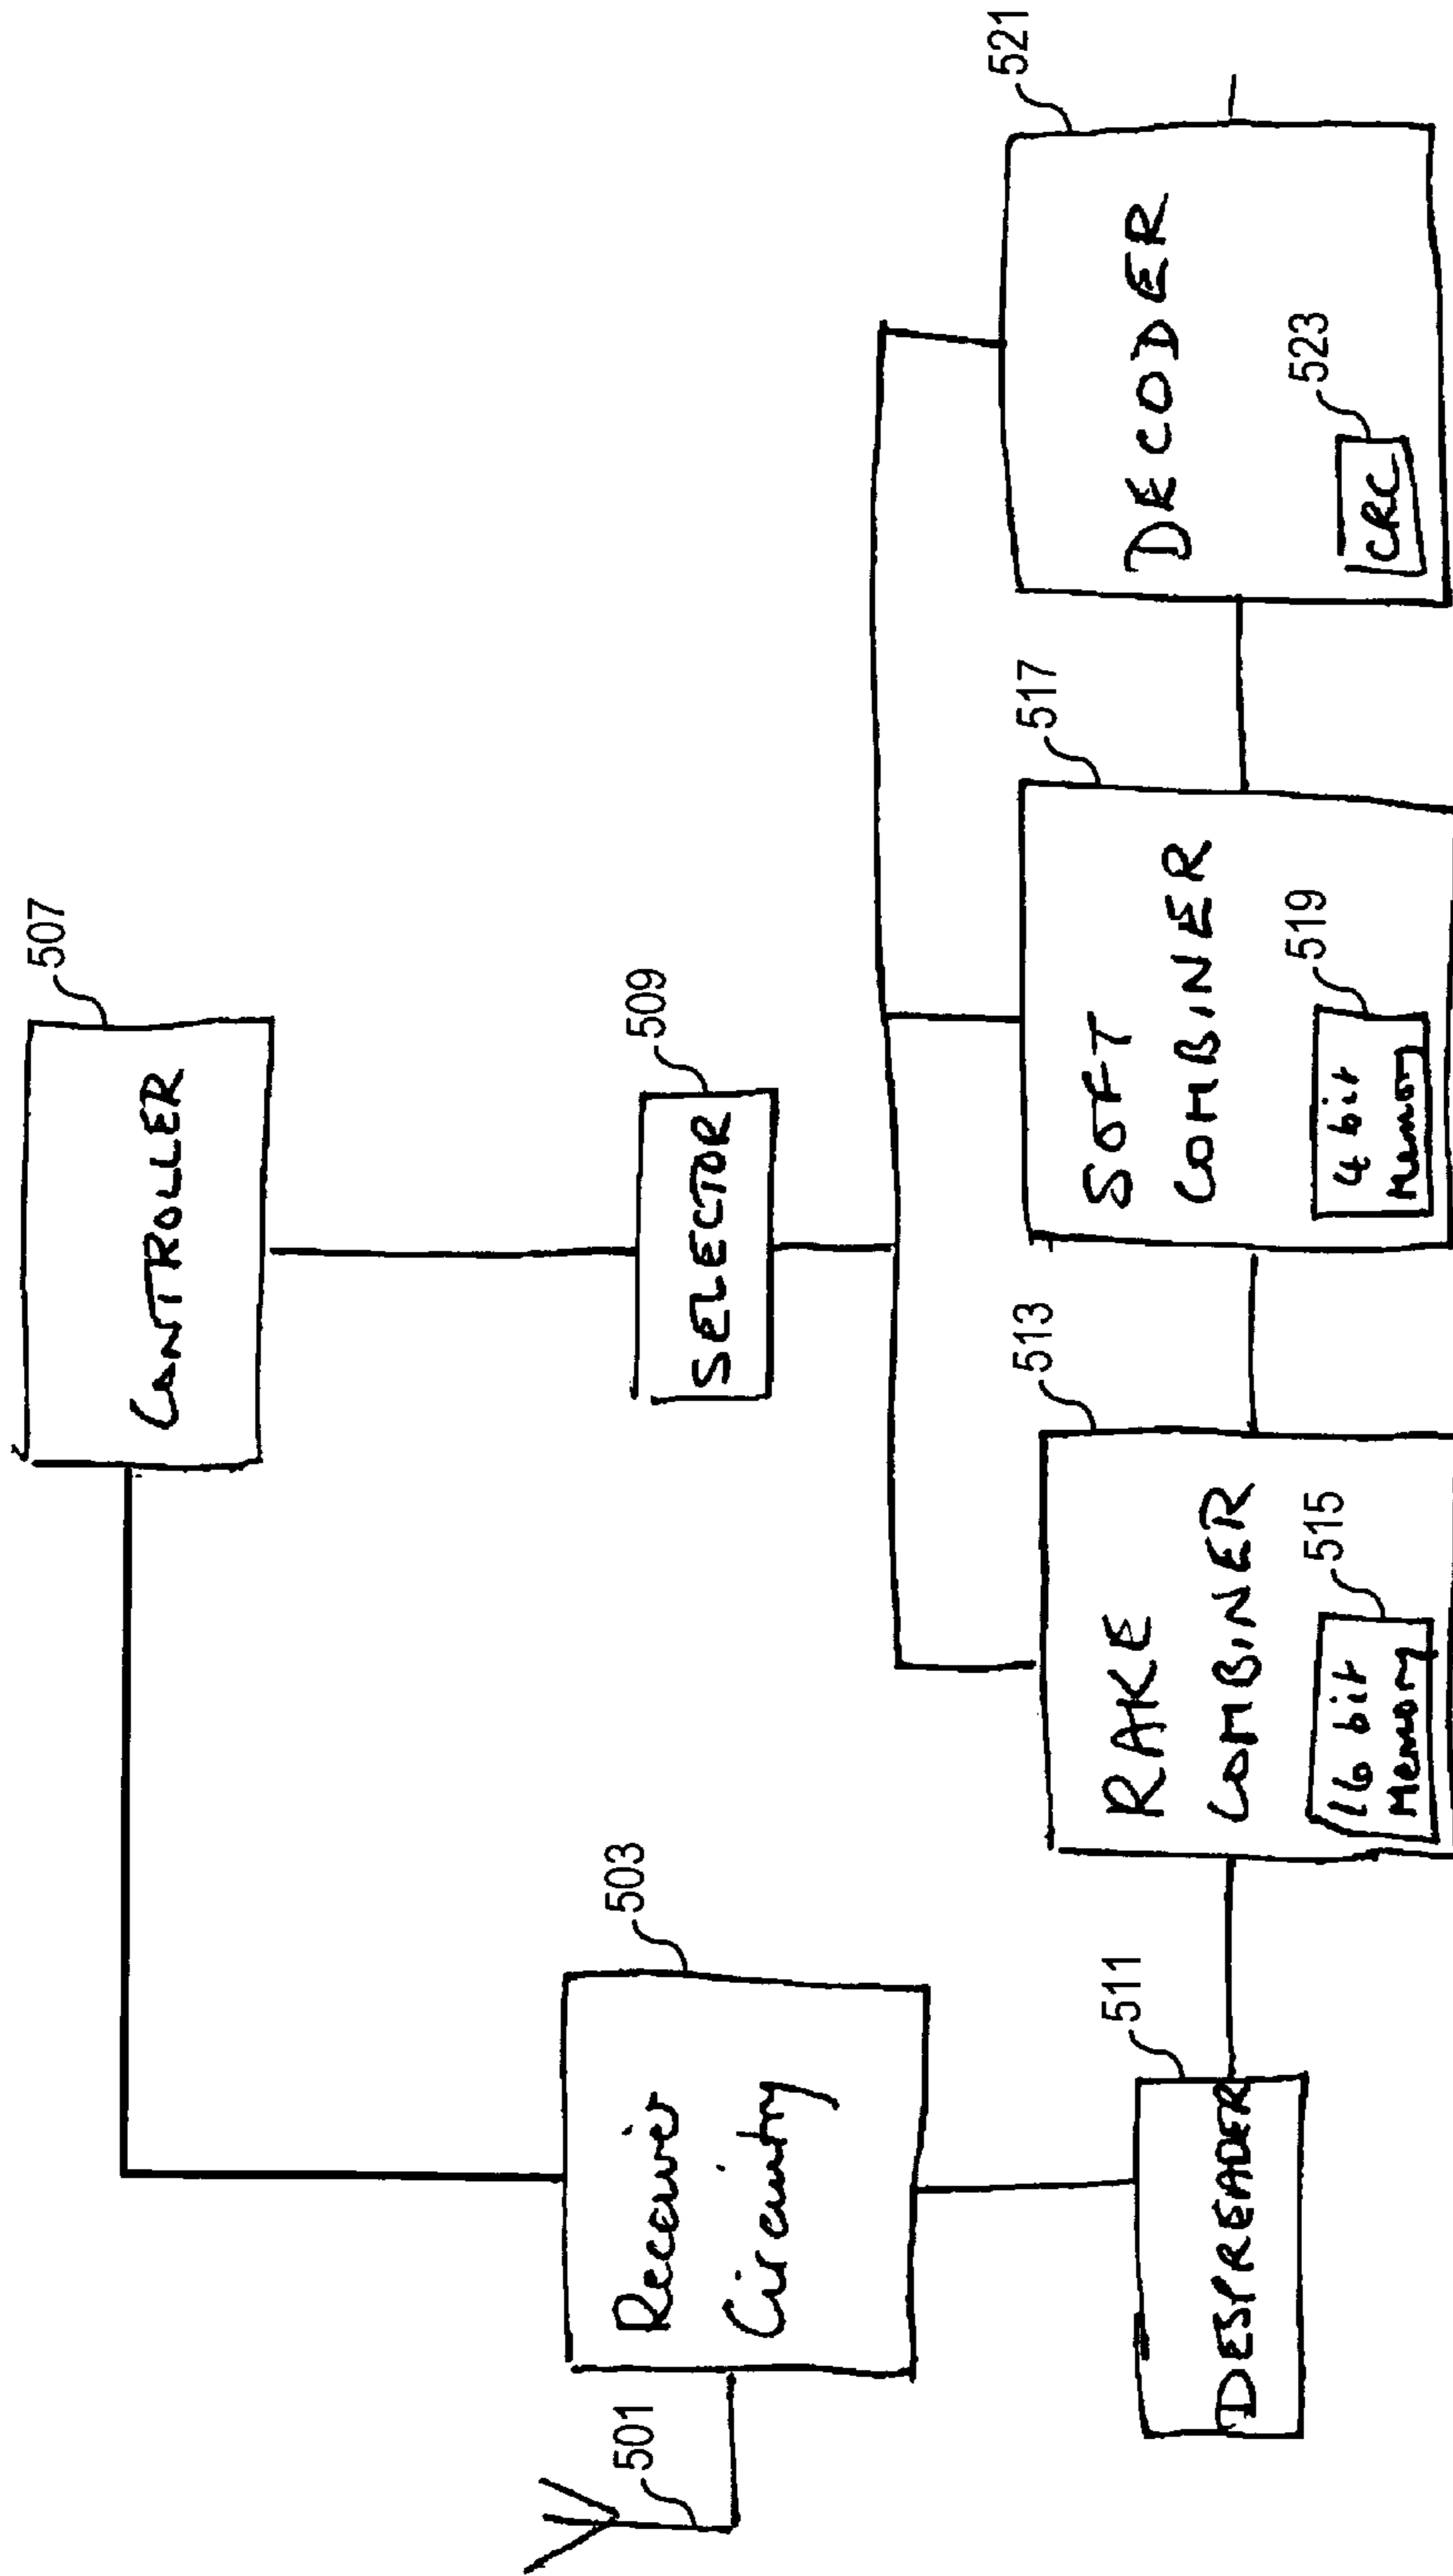 CONTROLLER
507
SELECTOR
509
Receiver
Circuitry
503
501
DESPREADER
511
RAKE
COMBINER
513
16 bit
Memory
515
SOFT
COMBINER
517
4 bit
Memory
519
DECODER
521
CRC
523